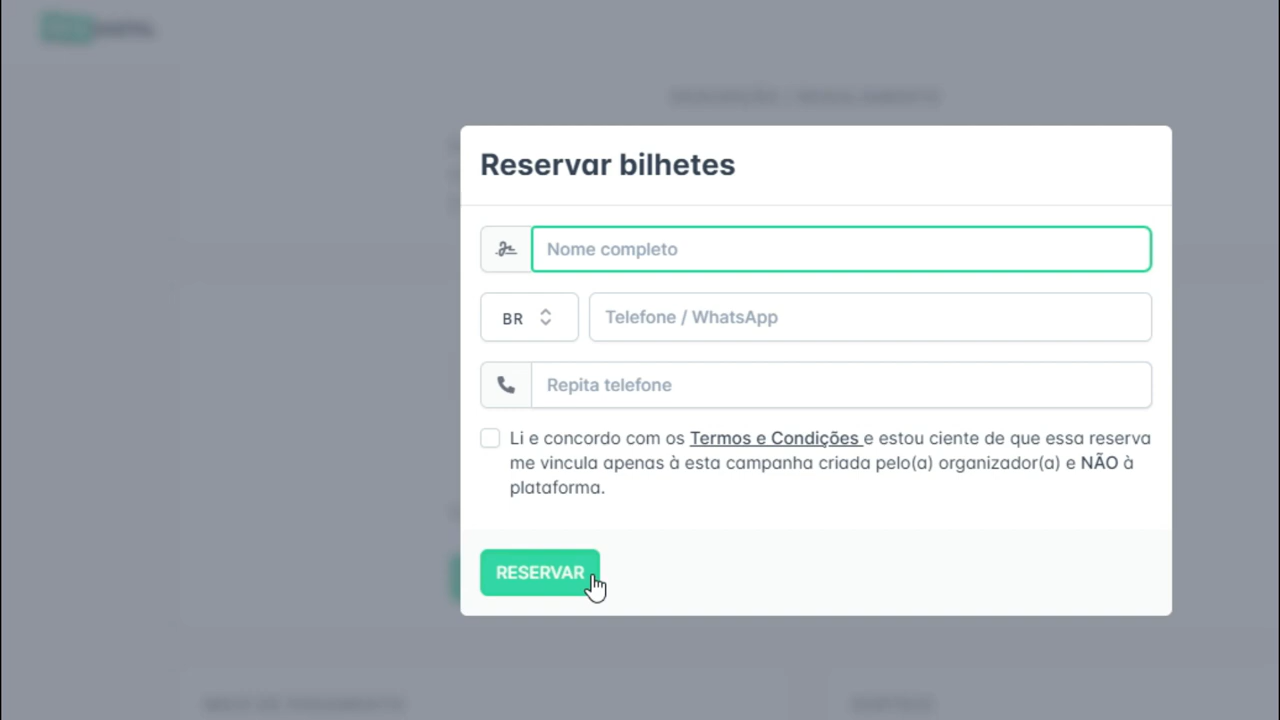 Reservar bilhetes
Nome completo
BR
Telefone / WhatsApp
Repita telefone
Li e concordo com os Termos e Condições e estou ciente de que essa reserva
me vincula apenas à esta campanha criada pelo(a) organizador(a) e NÃO à
plataforma.
RESERVAR